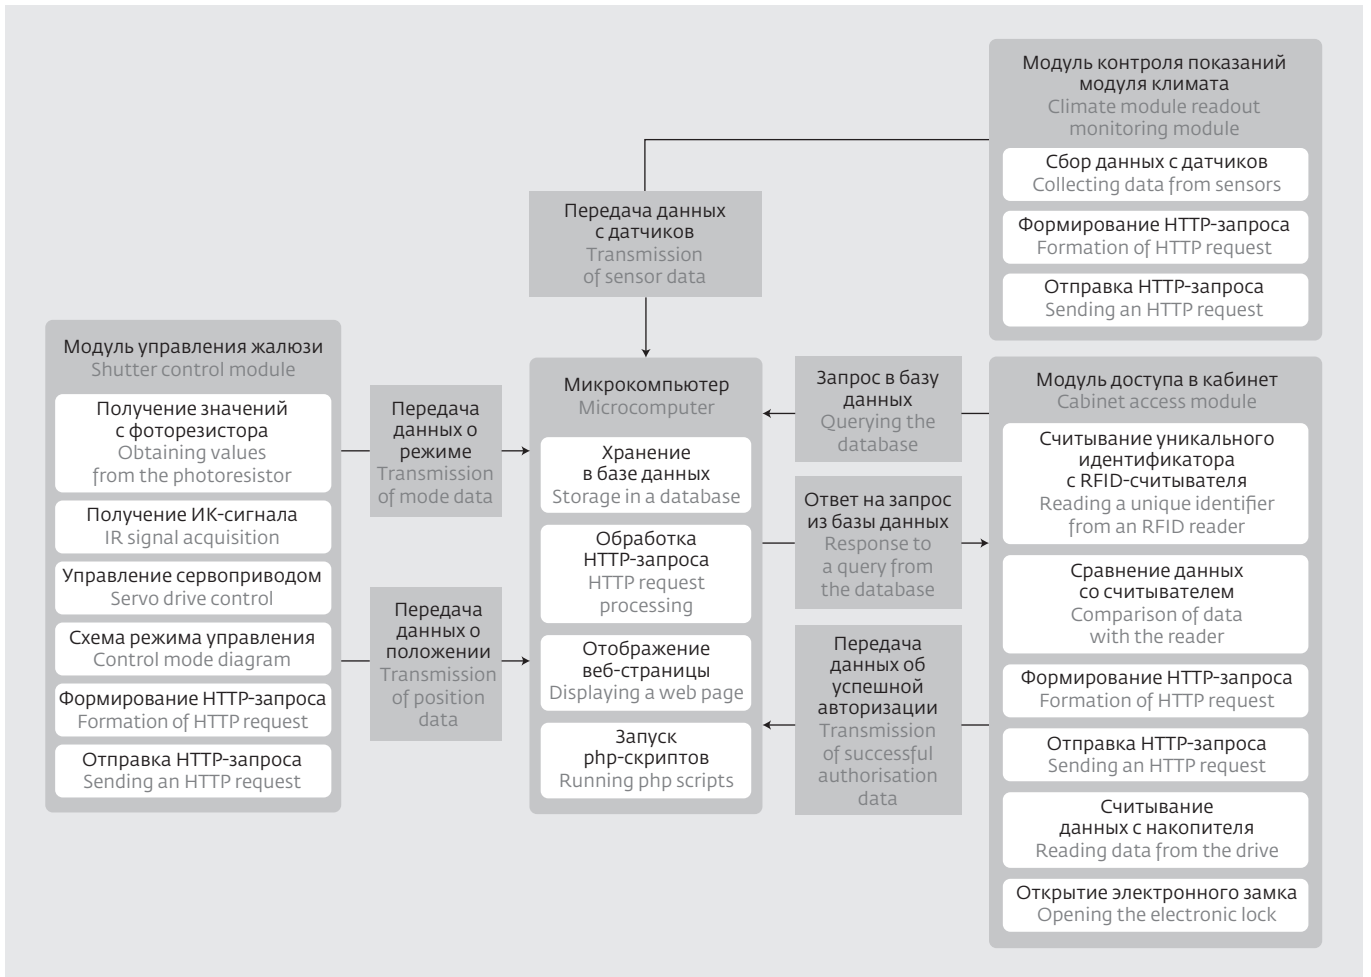 Модуль контроля показаний
модуля климата
Climate module readout
monitoring module
Сбор данных с датчиков
Collecting data from sensors
Формирование HTTP-запроса
Formation of HTTP request
Отправка HTTP-запроса
Sending an HTTP request
Передача данных
с датчиков
Transmission
of sensor data
Модуль управления жалюзи
Shutter control module
Получение значений
с фоторезистора
Obtaining values
from the photoresistor
Получение ИК-сигнала
IR signal acquisition
Управление сервоприводом
Servo drive control
Схема режима управления
Control mode diagram
Формирование HTTP-запроса
Formation of HTTP request
Отправка HTTP-запроса
Sending an HTTP request
Передача
данных о
режиме
Transmission
of mode data
Передача
данных о
положении
Transmission
of position
data
Микрокомпьютер
Microcomputer
Хранение
в базе данных
Storage in a database
Обработка
HTTP-запроса
HTTP request
processing
Отображение
веб-страницы
Displaying a web page
Запуск
php-скриптов
Running php scripts
Запрос в базу
данных
Querying the
database
Ответ на запрос
из базы данных
Response to
a query from
the database
Передача
данных об
успешной
авторизации
Transmission
of successful
authorisation
data
Модуль доступа в кабинет
Cabinet access module
Считывание уникального
идентификатора
с RFID-считывателя
Reading a unique identifier
from an RFID reader
Сравнение данных
со считывателем
Comparison of data
with the reader
Формирование HTTP-запроса
Formation of HTTP request
Отправка HTTP-запроса
Sending an HTTP request
Считывание
данных с накопителя
Reading data from the drive
Открытие электронного замка
Opening the electronic lock